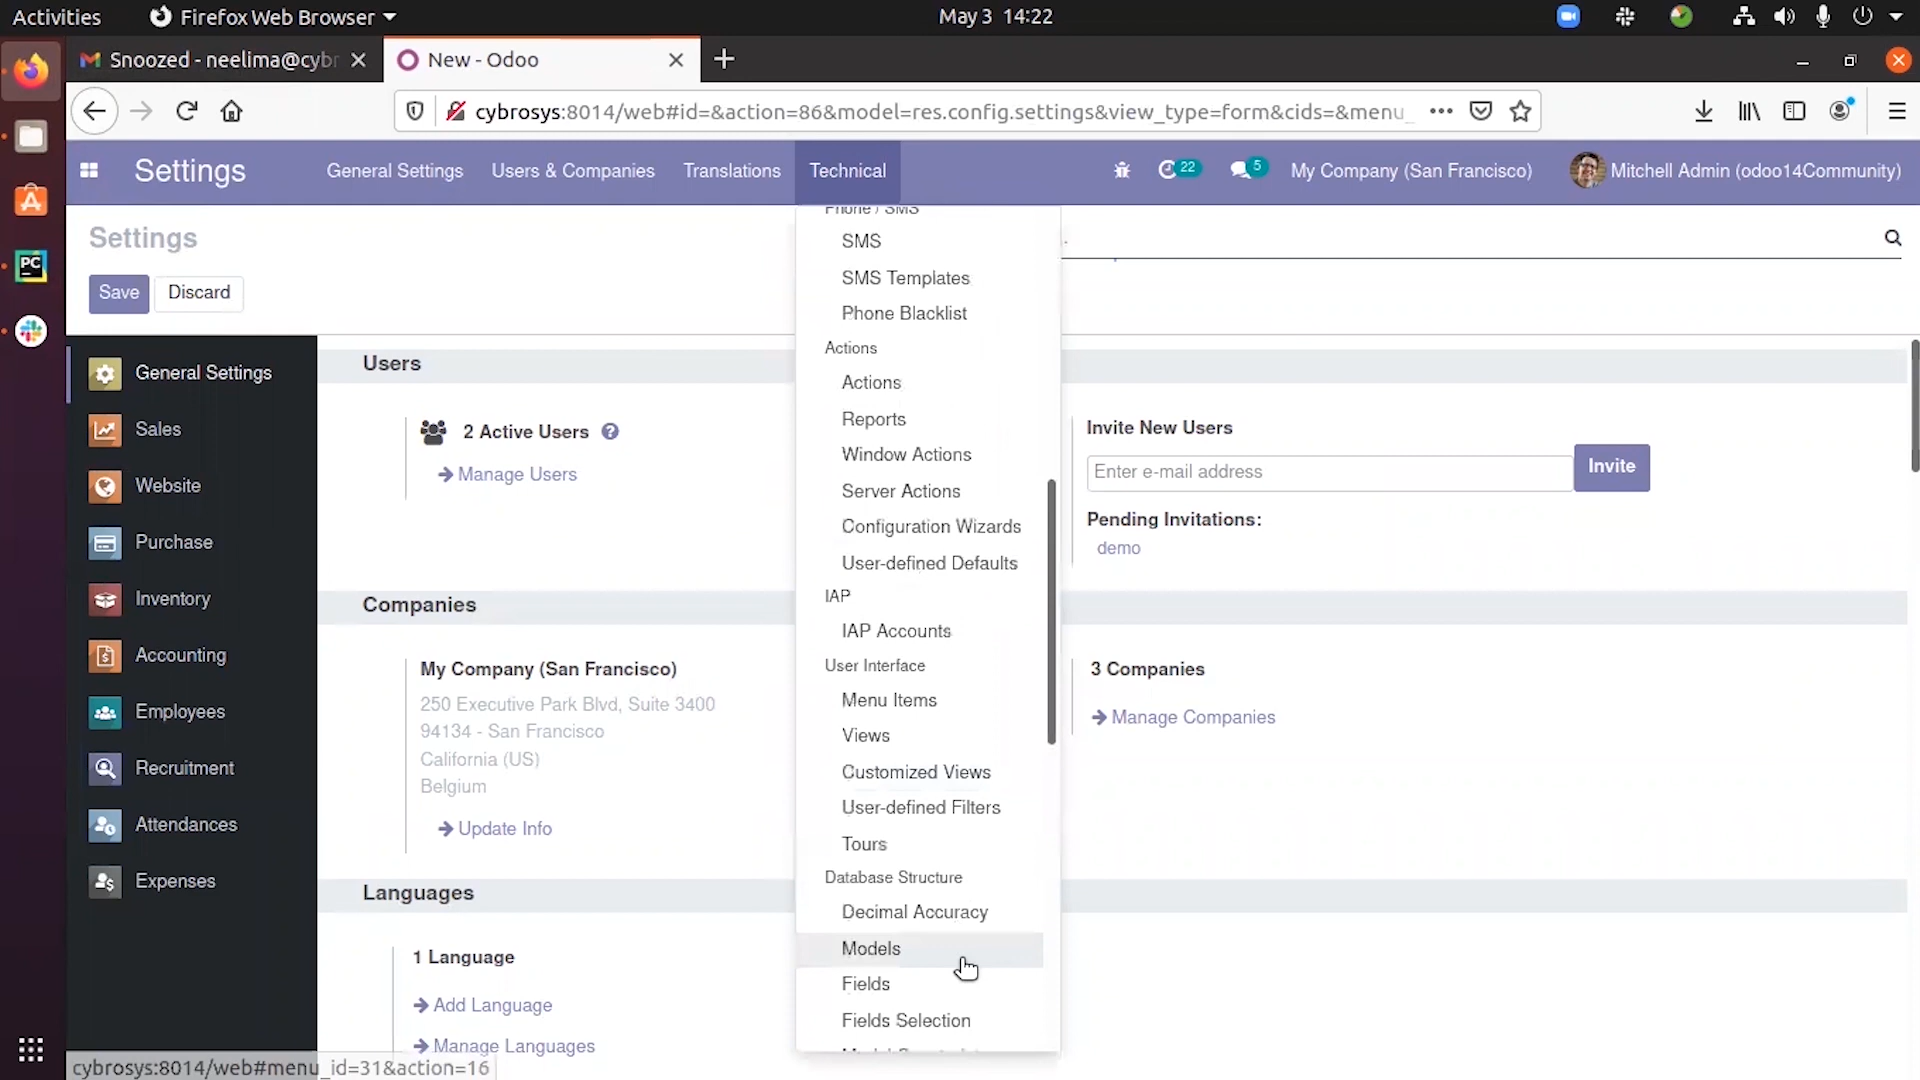 Activities Firefox Web Browser May 3 14:22
Snoozed - neelima@cybr New - Odoo
cybrosys:8014/web#id=&action=86&model=res.config.settings&view_type=form&cids=&menu_
Settings General Settings Users & Companies Translations Technical 22 5 My Company (San Francisco) Mitchell Admin (odoo14Community)
Settings
Save Discard
General Settings
Sales
Website
Purchase
Inventory
Accounting
Employees
Recruitment
Attendances
Expenses
Users
2 Active Users
Manage Users
Companies
My Company (San Francisco)
250 Executive Park Blvd, Suite 3400
94134 - San Francisco
California (US)
Belgium
Update Info
Languages
1 Language
Add Language
Manage Languages
Phone / SMS
SMS
SMS Templates
Phone Blacklist
Actions
Actions
Reports
Window Actions
Server Actions
Configuration Wizards
User-defined Defaults
IAP
IAP Accounts
User Interface
Menu Items
Views
Customized Views
User-defined Filters
Tours
Database Structure
Decimal Accuracy
Models
Fields
Fields Selection
Invite New Users
Enter e-mail address Invite
Pending Invitations:
demo
3 Companies
Manage Companies
PC
cybrosys:8014/web#menu_id=31&action=16